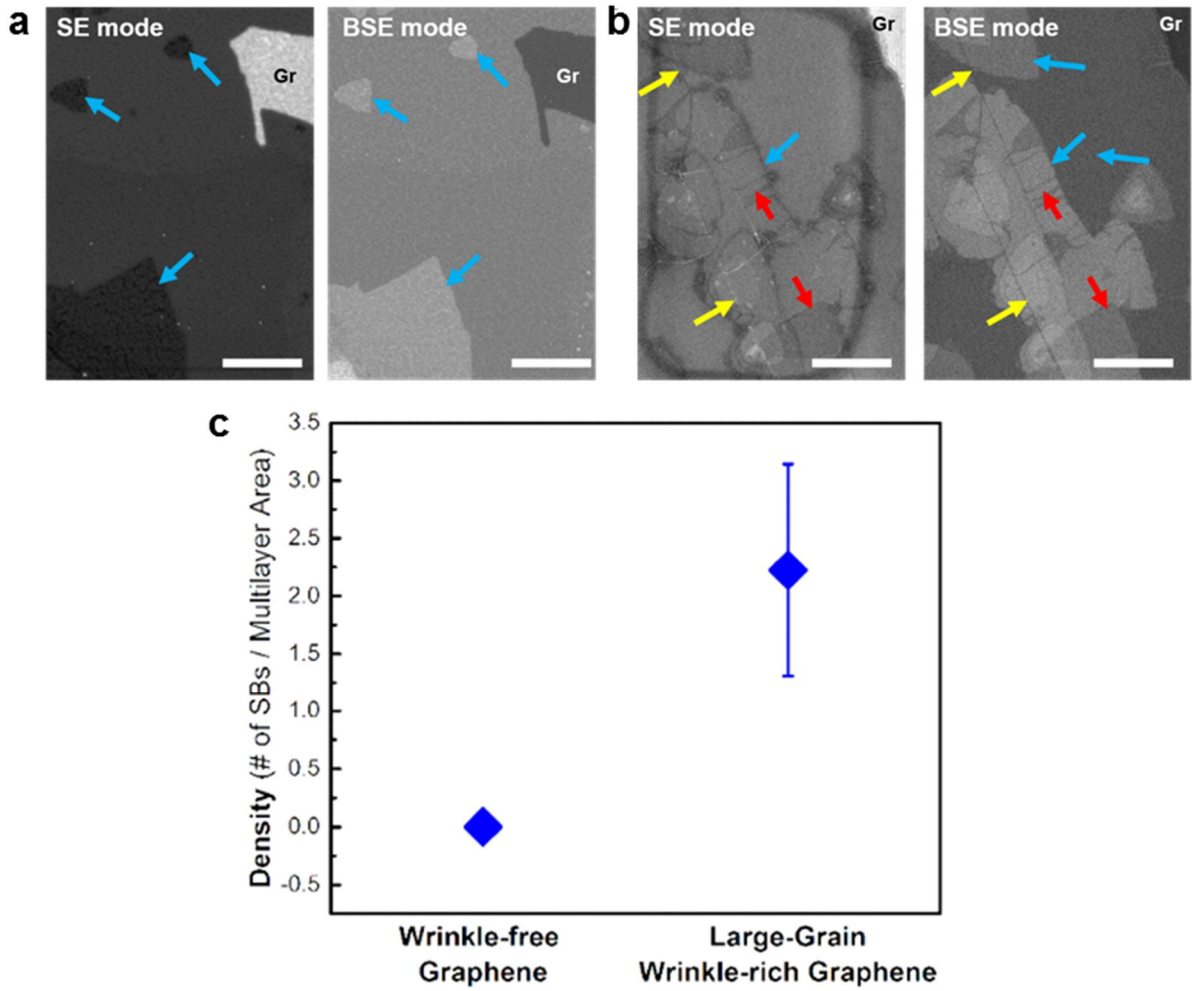 a
SE mode
Gr
BSE mode
Gr
b
SE mode
Gr
BSE mode
Gr
c
3.5
3.0
2.5
2.0
1.5
1.0
0.5
0.0
-0.5
Density (# of SBs / Multilayer Area)
Wrinkle-free
Graphene
Large-Grain
Wrinkle-rich Graphene